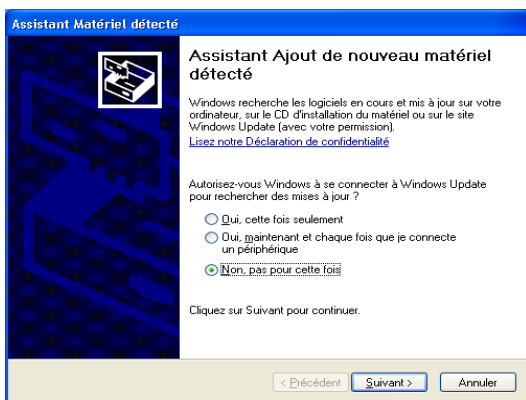 Assistant Matériel détecté
Assistant Ajout de nouveau matériel
détecté
Windows recherche les logiciels en cours et mis à jour sur votre
ordinateur, sur le CD d'installation du matériel ou sur le site
Windows Update (avec votre permission).
Lisez notre Déclaration de confidentialité
Autorisez-vous Windows à se connecter à Windows Update
pour rechercher des mises à jour ?
Oui, cette fois seulement
Oui, maintenant et chaque fois que je connecte
un périphérique
Non, pas pour cette fois
Cliquez sur Suivant pour continuer.
< Précédent
Suivant >
Annuler